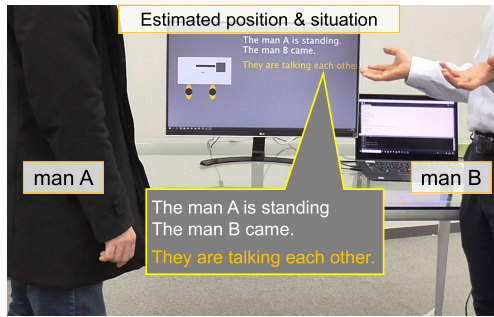 Estimated position & situation
The man A is standing.
The man B came.
They are talking each other.
man A
man B
The man A is standing
The man B came.
They are talking each other.